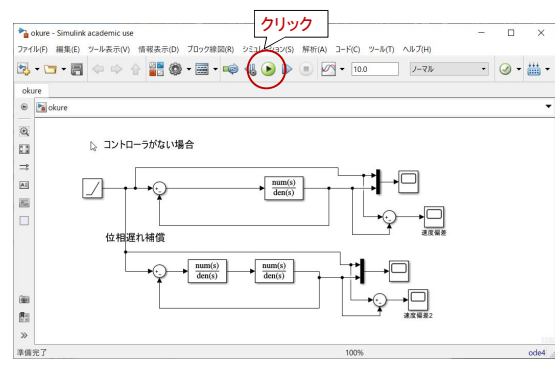 クリック
okure - Simulink academic use
ファイル(F) 編集(E) ツール表示(V) 情報表示(D) ブロック線図(R) シミュレーション(S) 解析(A) コード(C) ツール(T) ヘルプ(H)
10.0 ノーマル
okure
okure
コントローラがない場合
num(s)
den(s)
速度偏差
位相遅れ補償
num(s) num(s)
den(s) den(s)
速度偏差2
準備完了 100% ode4